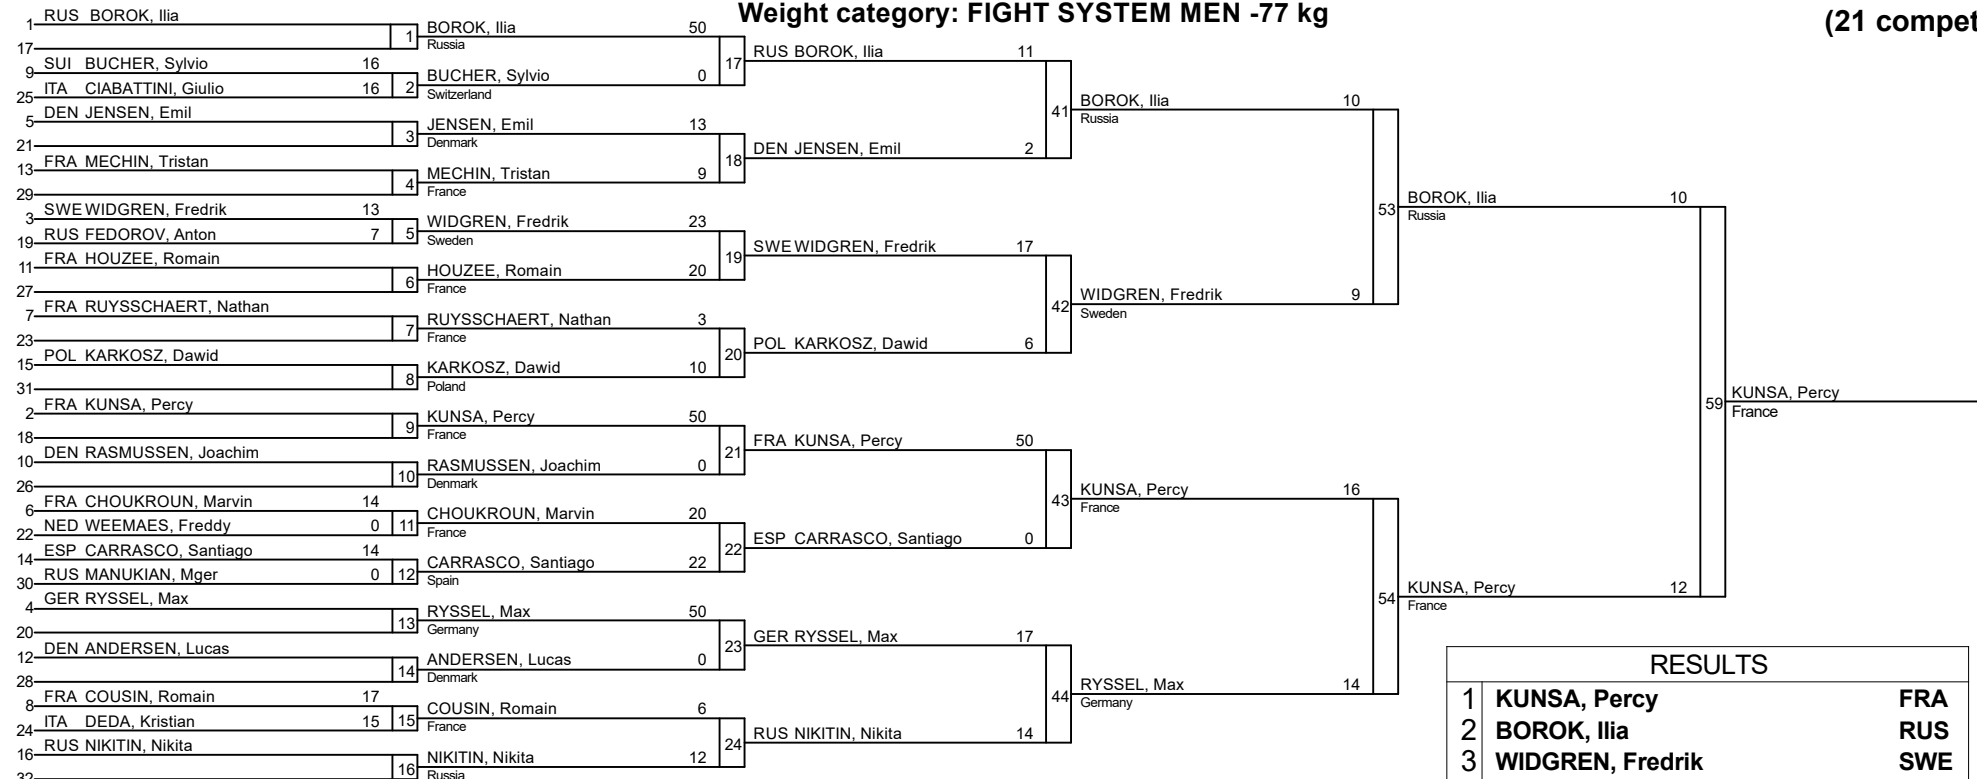 Weight category: FIGHT SYSTEM MEN -77 kg
(21 compet
1 RUS BOROK, Ilia
17
1 BOROK, Ilia 50
Russia
9 SUI BUCHER, Sylvio 16
25 ITA CIABATTINI, Giulio 16
2 BUCHER, Sylvio 0
Switzerland
5 DEN JENSEN, Emil
21
3 JENSEN, Emil 13
Denmark
13 FRA MECHIN, Tristan
29
4 MECHIN, Tristan 9
France
3 SWE WIDGREN, Fredrik 13
19 RUS FEDOROV, Anton 7
5 WIDGREN, Fredrik 23
Sweden
11 FRA HOUZEE, Romain
27
6 HOUZEE, Romain 20
France
7 FRA RUYSSCHAERT, Nathan
23
7 RUYSSCHAERT, Nathan 3
France
15 POL KARKOSZ, Dawid
31
8 KARKOSZ, Dawid 10
Poland
2 FRA KUNSA, Percy
18
9 KUNSA, Percy 50
France
10 DEN RASMUSSEN, Joachim
26
10 RASMUSSEN, Joachim 0
Denmark
6 FRA CHOUKROUN, Marvin 14
22 NED WEEMAES, Freddy 0
11 CHOUKROUN, Marvin 20
France
14 ESP CARRASCO, Santiago 14
30 RUS MANUKIAN, Mger 0
12 CARRASCO, Santiago 22
Spain
4 GER RYSSEL, Max
20
13 RYSSEL, Max 50
Germany
12 DEN ANDERSEN, Lucas
28
14 ANDERSEN, Lucas 0
Denmark
8 FRA COUSIN, Romain 17
24 ITA DEDA, Kristian 15
15 COUSIN, Romain 6
France
16 RUS NIKITIN, Nikita
32
16 NIKITIN, Nikita 12
Russia
17 RUS BOROK, Ilia 11
18 DEN JENSEN, Emil 2
19 SWE WIDGREN, Fredrik 17
20 POL KARKOSZ, Dawid 6
21 FRA KUNSA, Percy 50
22 ESP CARRASCO, Santiago 0
23 GER RYSSEL, Max 17
24 RUS NIKITIN, Nikita 14
41 BOROK, Ilia 10
Russia
42 WIDGREN, Fredrik 9
Sweden
43 KUNSA, Percy 16
France
44 RYSSEL, Max 14
Germany
53 BOROK, Ilia 10
Russia
54 KUNSA, Percy 12
France
59 KUNSA, Percy
France
RESULTS
1 KUNSA, Percy FRA
2 BOROK, Ilia RUS
3 WIDGREN, Fredrik SWE